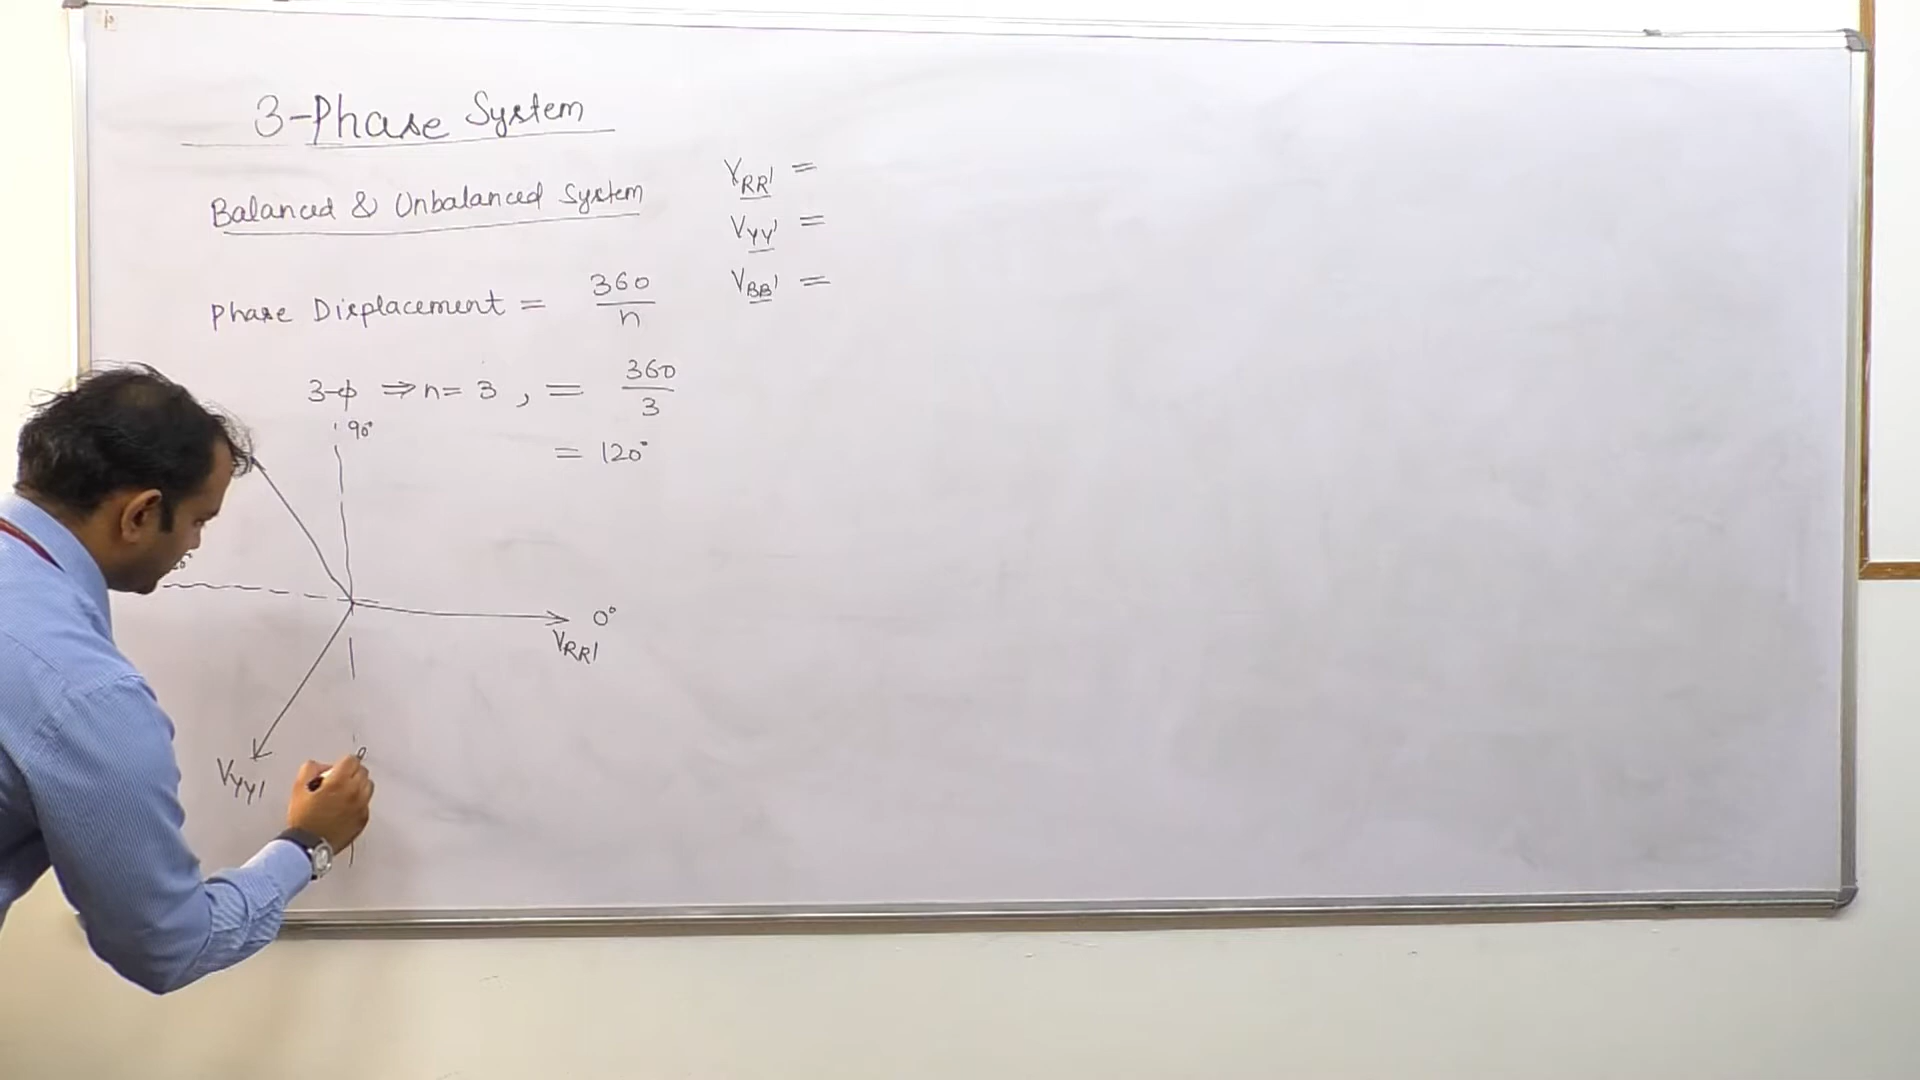 3-Phase System
Balanced & Unbalanced System
Phase Displacement = 360/n
3-ϕ ⇒ n= 3 , = 360/3
= 120°
V_RR' =
V_YY' =
V_BB' =
90°
0°
V_RR'
V_YY'